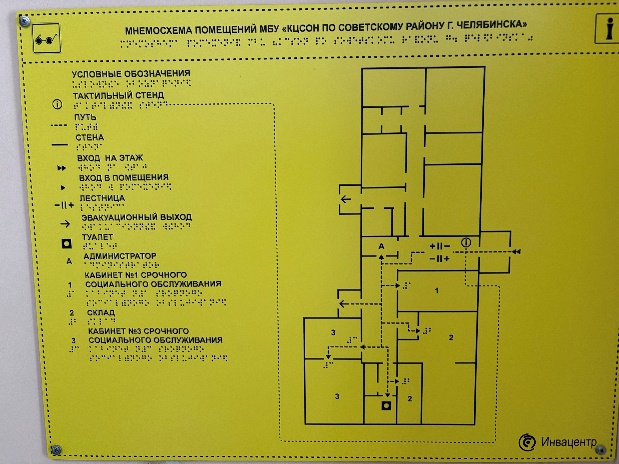 МНЕМОСХЕМА ПОМЕЩЕНИЙ МБУ «КЦСОН ПО СОВЕТСКОМУ РАЙОНУ Г. ЧЕЛЯБИНСКА»
i
УСЛОВНЫЕ ОБОЗНАЧЕНИЯ
ТАКТИЛЬНЫЙ СТЕНД
ПУТЬ
СТЕНА
ВХОД НА ЭТАЖ
ВХОД В ПОМЕЩЕНИЯ
ЛЕСТНИЦА
ЭВАКУАЦИОННЫЙ ВЫХОД
ТУАЛЕТ
А АДМИНИСТРАТОР
КАБИНЕТ №1 СРОЧНОГО
1 СОЦИАЛЬНОГО ОБСЛУЖИВАНИЯ
2 СКЛАД
КАБИНЕТ №3 СРОЧНОГО
3 СОЦИАЛЬНОГО ОБСЛУЖИВАНИЯ
А
1
3
2
3
2
Инвацентр